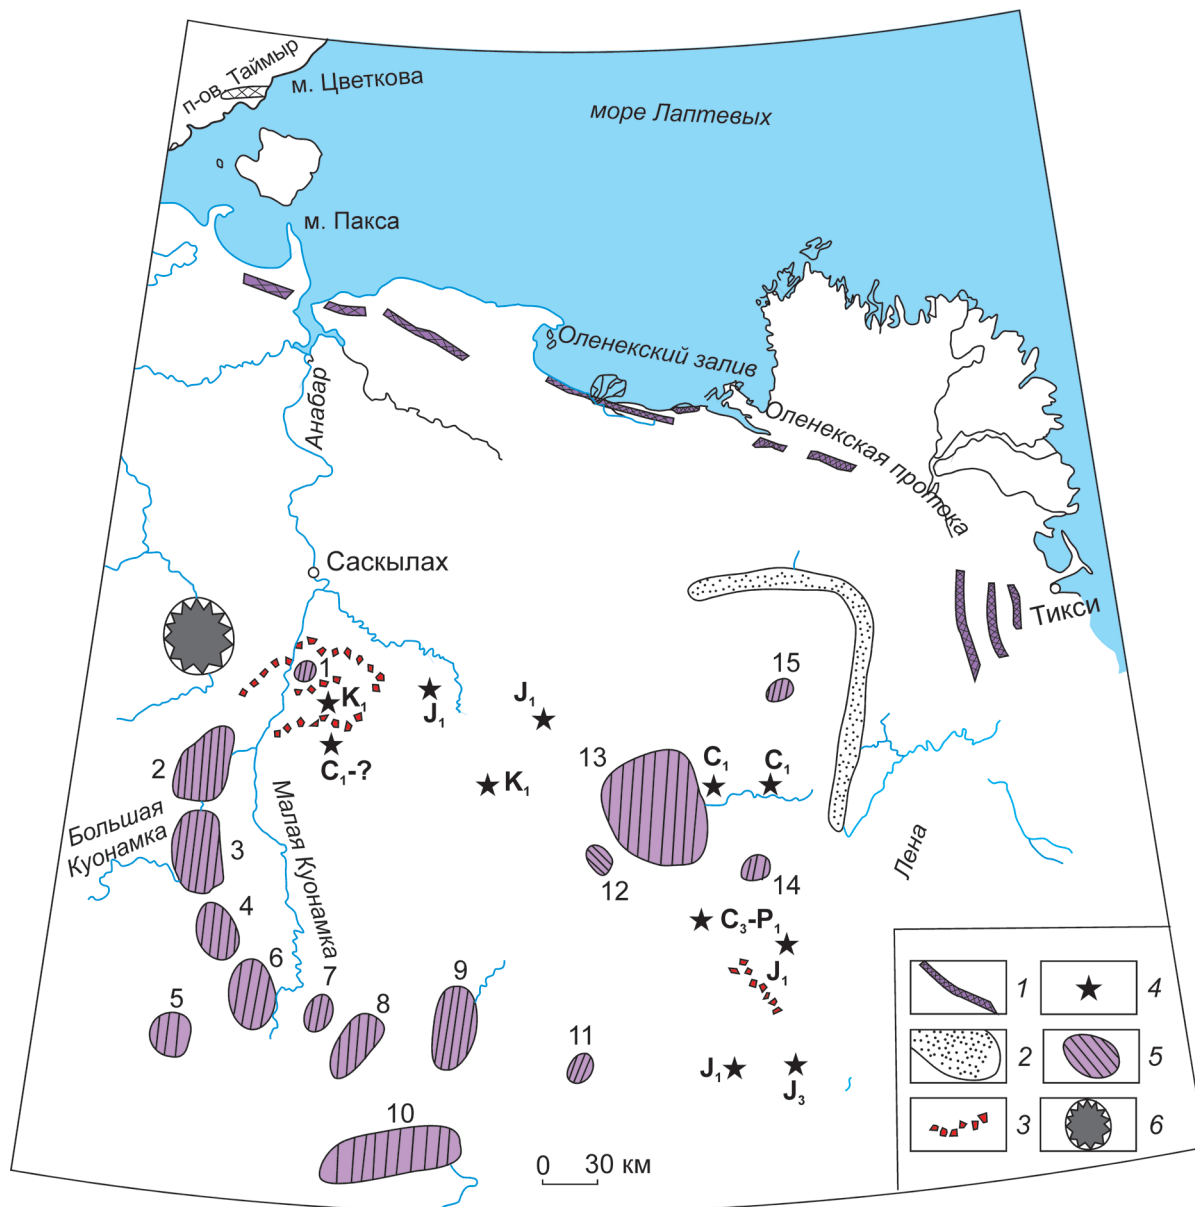 п-ов. Таймыр
м. Цветкова
море Лаптевых
м. Пакса
Оленекский залив
Анабар
Оленекская протока
Саскылах
Тикси
1
15
K₁
J₁
J₁
C₁-?
2
13
C₁
C₁
K₁
Большая
Куонамка
Малая Куонамка
3
Лена
12
14
4
C₃-P₁
J₁
6
7
9
5
8
11
J₁
J₃
10
0 30 км
1
4
2
5
3
6